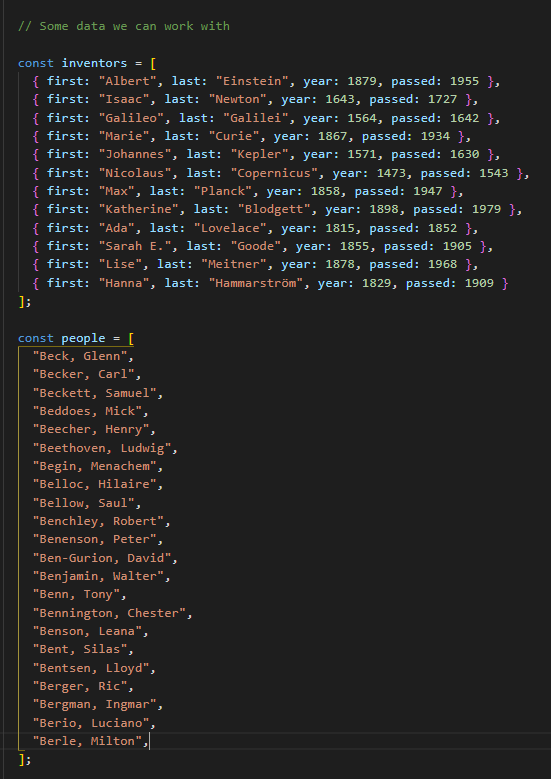 // Some data we can work with
const inventors = [
{ first: "Albert", last: "Einstein", year: 1879, passed: 1955 },
{ first: "Isaac", last: "Newton", year: 1643, passed: 1727 },
{ first: "Galileo", last: "Galilei", year: 1564, passed: 1642 },
{ first: "Marie", last: "Curie", year: 1867, passed: 1934 },
{ first: "Johannes", last: "Kepler", year: 1571, passed: 1630 },
{ first: "Nicolaus", last: "Copernicus", year: 1473, passed: 1543 },
{ first: "Max", last: "Planck", year: 1858, passed: 1947 },
{ first: "Katherine", last: "Blodgett", year: 1898, passed: 1979 },
{ first: "Ada", last: "Lovelace", year: 1815, passed: 1852 },
{ first: "Sarah E.", last: "Goode", year: 1855, passed: 1905 },
{ first: "Lise", last: "Meitner", year: 1878, passed: 1968 },
{ first: "Hanna", last: "Hammarström", year: 1829, passed: 1909 }
];
const people = [
"Beck, Glenn",
"Becker, Carl",
"Beckett, Samuel",
"Beddoes, Mick",
"Beecher, Henry",
"Beethoven, Ludwig",
"Begin, Menachem",
"Belloc, Hilaire",
"Bellow, Saul",
"Benchley, Robert",
"Benenson, Peter",
"Ben-Gurion, David",
"Benjamin, Walter",
"Benn, Tony",
"Bennington, Chester",
"Benson, Leana",
"Bent, Silas",
"Bentsen, Lloyd",
"Berger, Ric",
"Bergman, Ingmar",
"Berio, Luciano",
"Berle, Milton",
];